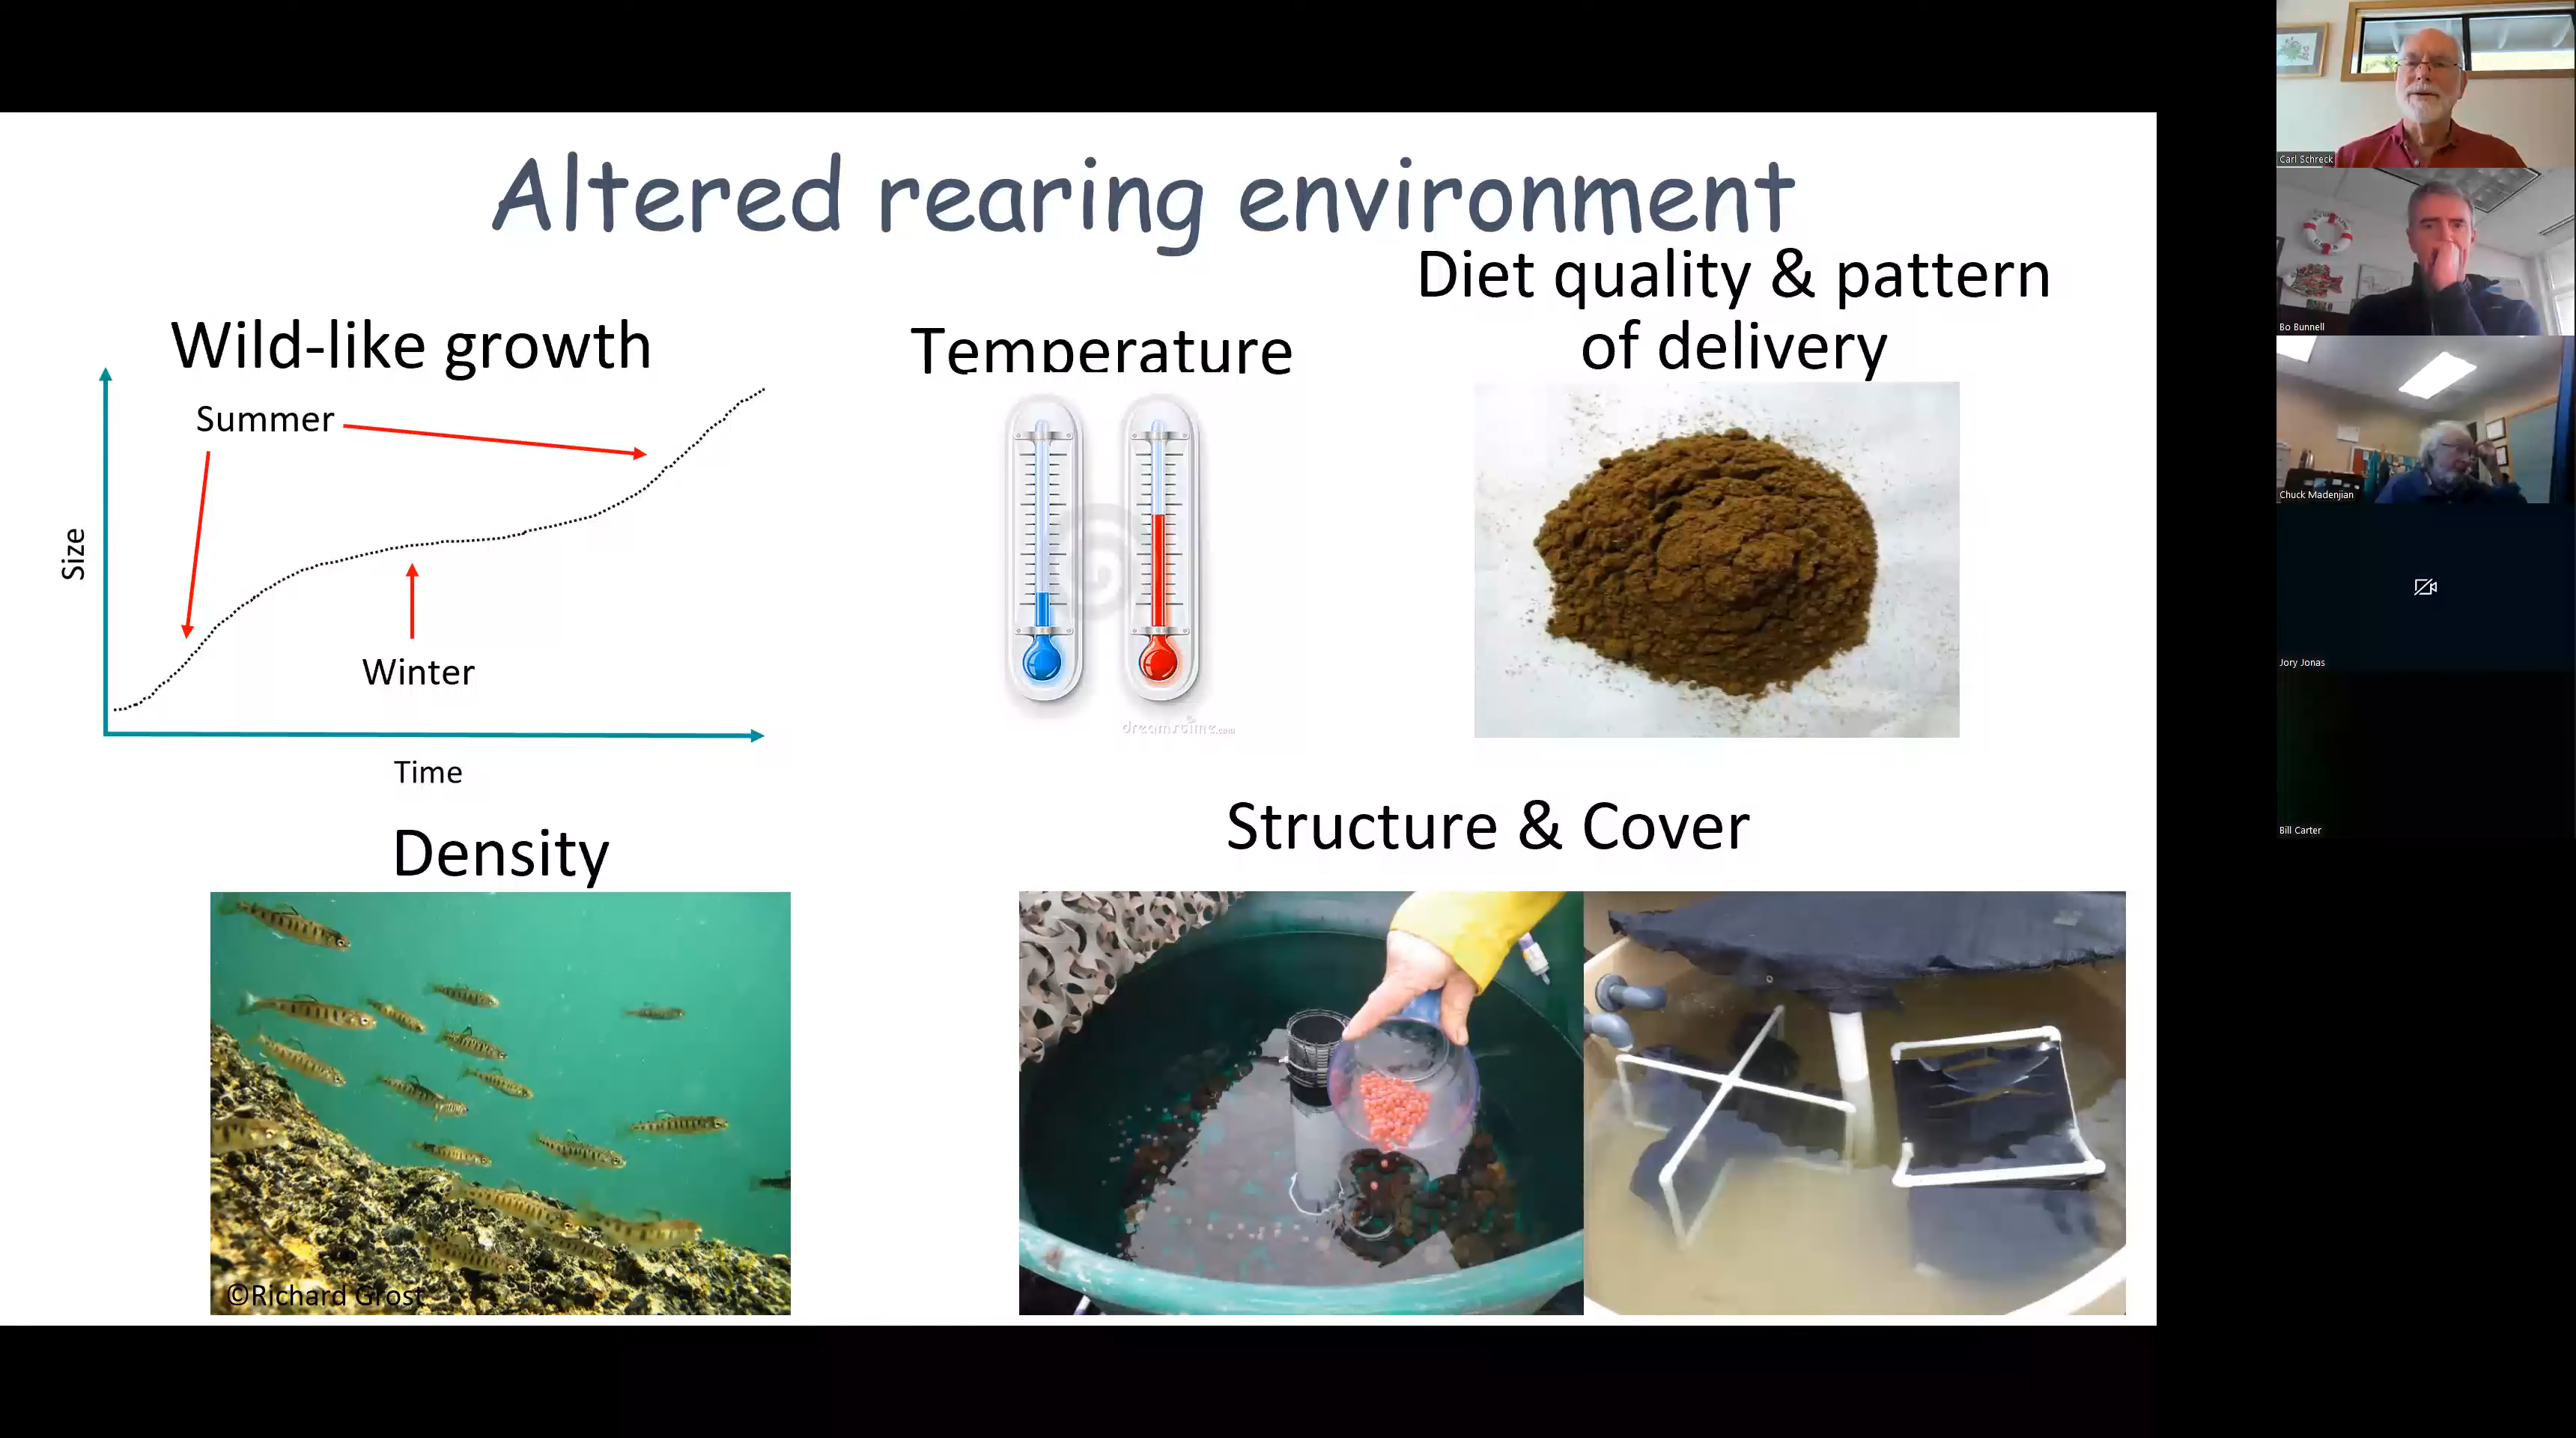 Altered rearing environment
Wild-like growth
Summer
Winter
Size
Time
Temperature
dreamstime.com
Diet quality & pattern
of delivery
Density
©Richard Grost
Structure & Cover
Carl Schreck
Bo Bunnell
Chuck Madenjian
Jory Jonas
Bill Carter